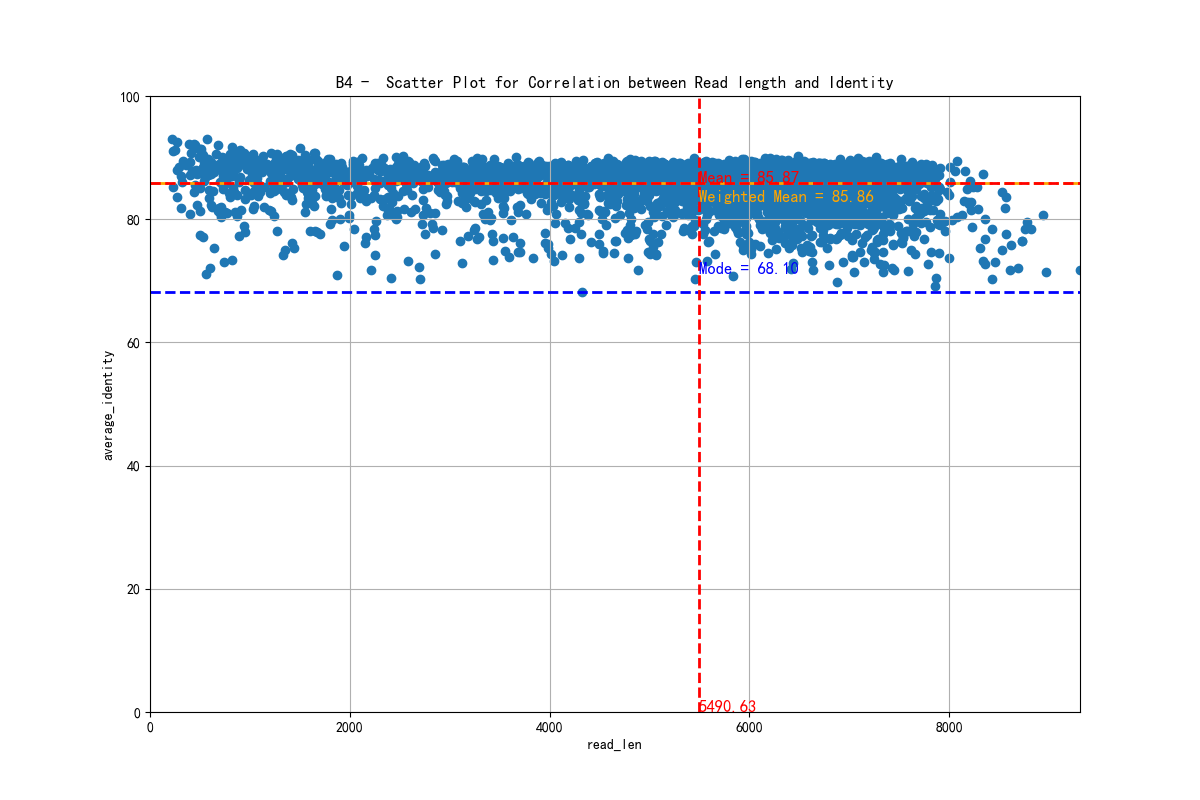 B4 -  Scatter Plot for Correlation between Read length and Identity
100
80
60
40
20
0
average_identity
Mean = 85.87
Weighted Mean = 85.86
Mode = 68.10
5490.63
0
2000
4000
6000
8000
read_len